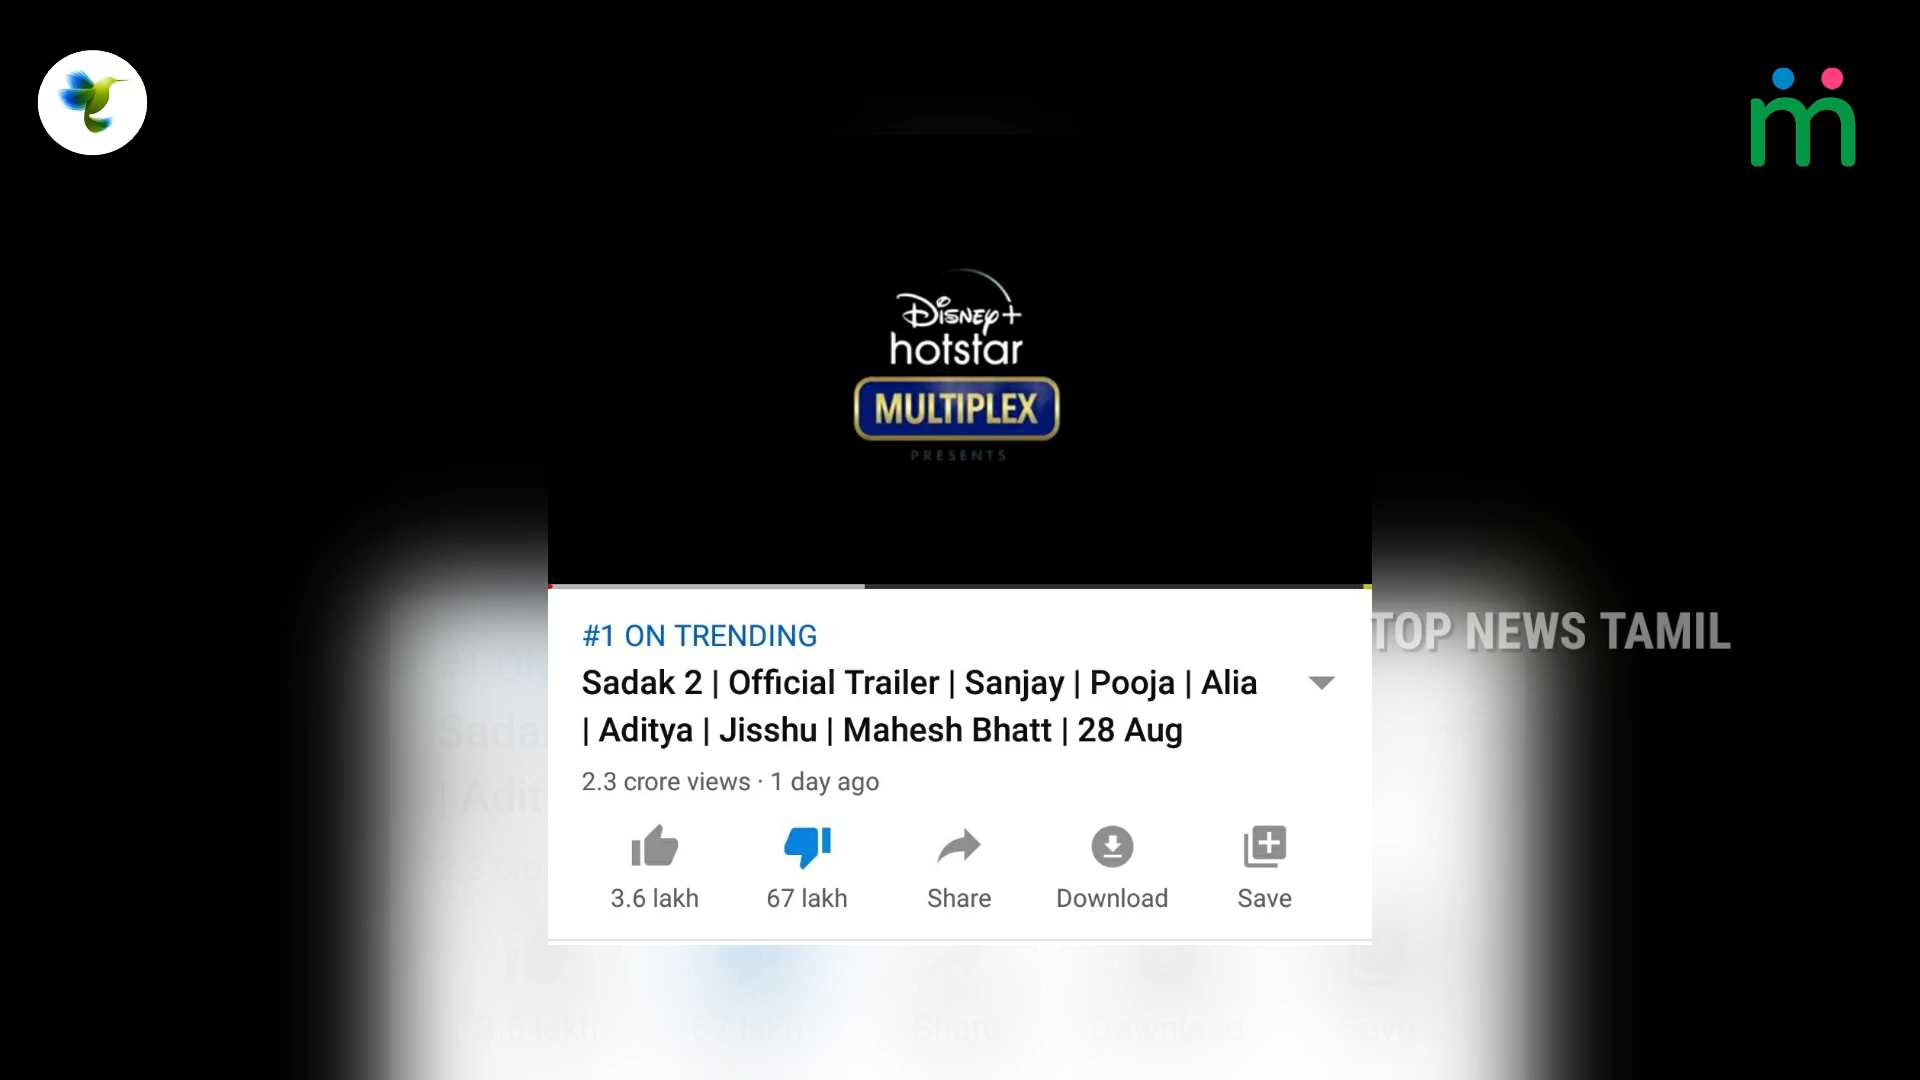 Disney+
hotstar
MULTIPLEX
PRESENTS
#1 ON TRENDING
TOP NEWS TAMIL
Sadak 2 | Official Trailer | Sanjay | Pooja | Alia
| Aditya | Jisshu | Mahesh Bhatt | 28 Aug
2.3 crore views · 1 day ago
3.6 lakh
67 lakh
Share
Download
Save